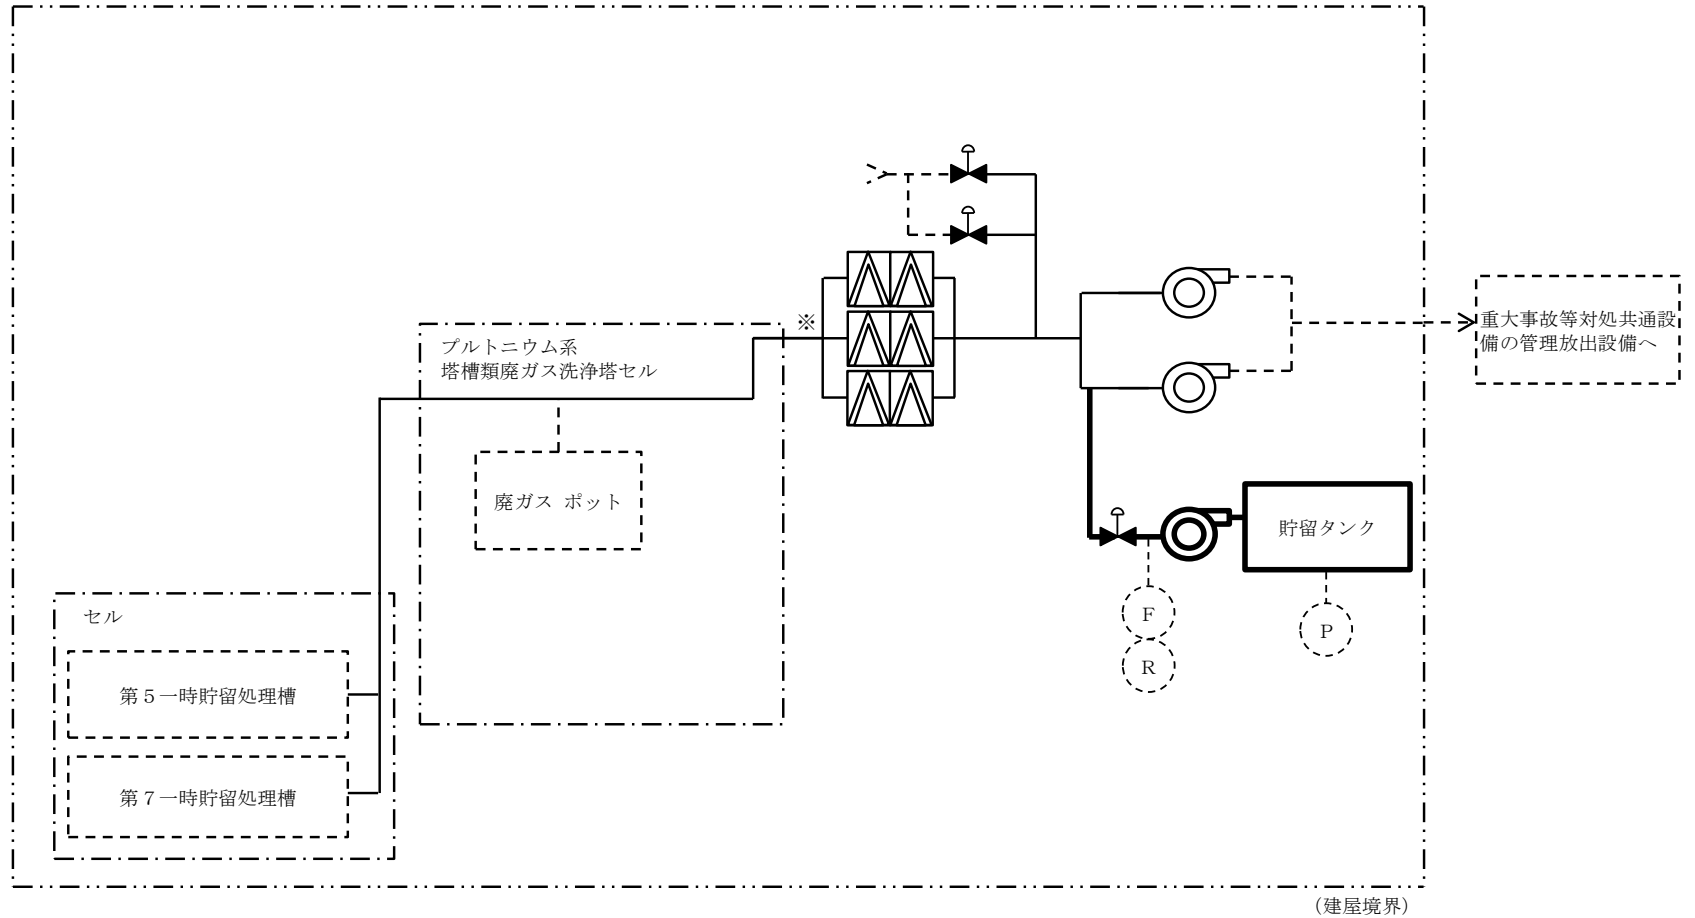 ※
重大事故等対処共通設
備の管理放出設備へ
プルトニウム系
塔槽類廃ガス洗浄塔セル
廃ガス ポット
貯留タンク
F
R
P
セル
第５一時貯留処理槽
第７一時貯留処理槽
(建屋境界)